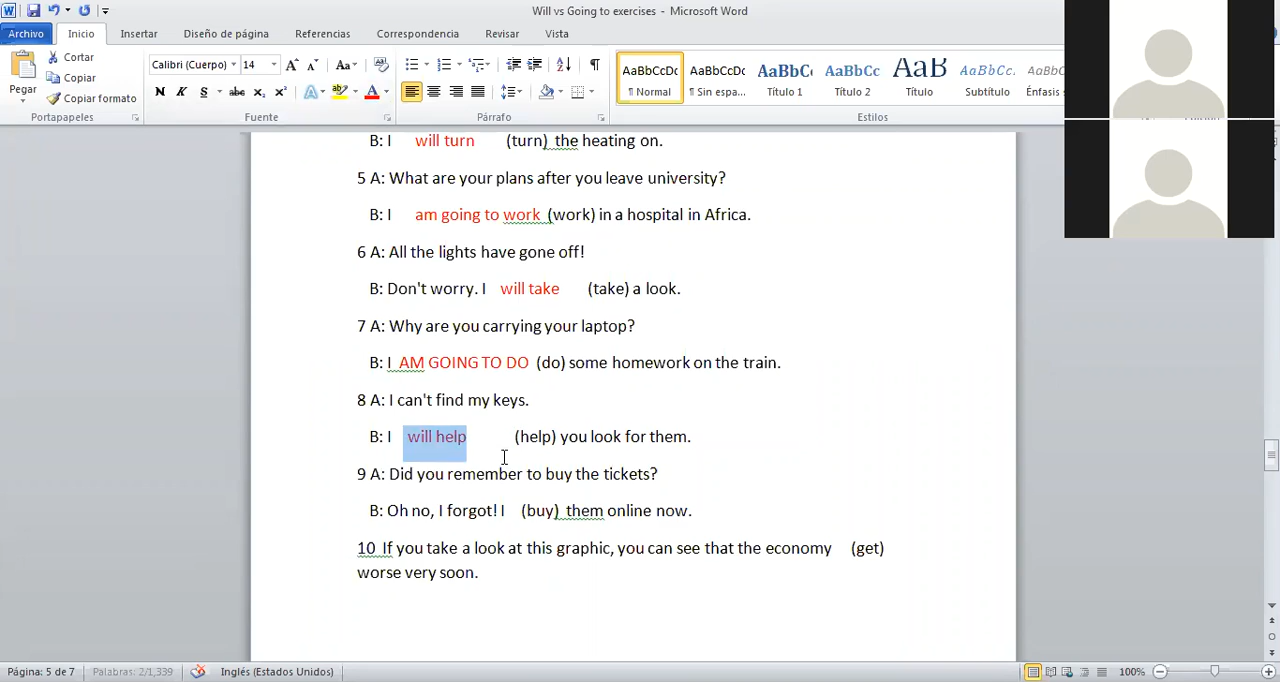 Will vs Going to exercises - Microsoft Word
Archivo Inicio Insertar Diseño de página Referencias Correspondencia Revisar Vista
Pegar Cortar
Copiar
Copiar formato
Calibri (Cuerpo) 14 Aa
N K S abc x₂ x² A ab A
AaBbCcDc AaBbCcDc AaBbC AaBbCc AaB AaBbCc. AaBbCc
¶ Normal ¶ Sin espa... Título 1 Título 2 Título Subtítulo Énfasis
Portapapeles Fuente Párrafo Estilos
B: I will turn (turn) the heating on.
5 A: What are your plans after you leave university?
B: I am going to work (work) in a hospital in Africa.
6 A: All the lights have gone off!
B: Don't worry. I will take (take) a look.
7 A: Why are you carrying your laptop?
B: I AM GOING TO DO (do) some homework on the train.
8 A: I can't find my keys.
B: I will help (help) you look for them.
9 A: Did you remember to buy the tickets?
B: Oh no, I forgot! I (buy) them online now.
10 If you take a look at this graphic, you can see that the economy (get)
worse very soon.
Página: 5 de 7 Palabras: 2/1,339 Inglés (Estados Unidos) 100%